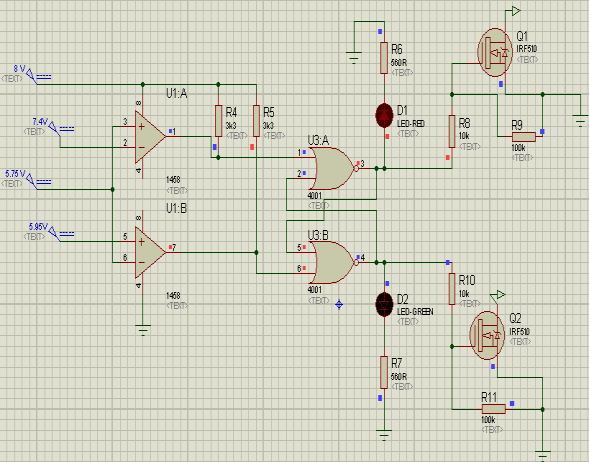 Q1
IRF510
<TEXT>
R6
560R
<TEXT>
8 V
<TEXT>
U1:A
7.4V
<TEXT>
8
3
1
2
4
1458
<TEXT>
R4
3k3
<TEXT>
R5
3k3
<TEXT>
D1
LED-RED
<TEXT>
R8
10k
<TEXT>
R9
100k
<TEXT>
U3:A
1
2
3
4001
<TEXT>
5.75 V
<TEXT>
U1:B
5.95V
<TEXT>
8
5
7
6
4
1458
<TEXT>
U3:B
5
4
6
4001
<TEXT>
R10
10k
<TEXT>
D2
LED-GREEN
<TEXT>
Q2
IRF510
<TEXT>
R7
560R
<TEXT>
R11
100k
<TEXT>